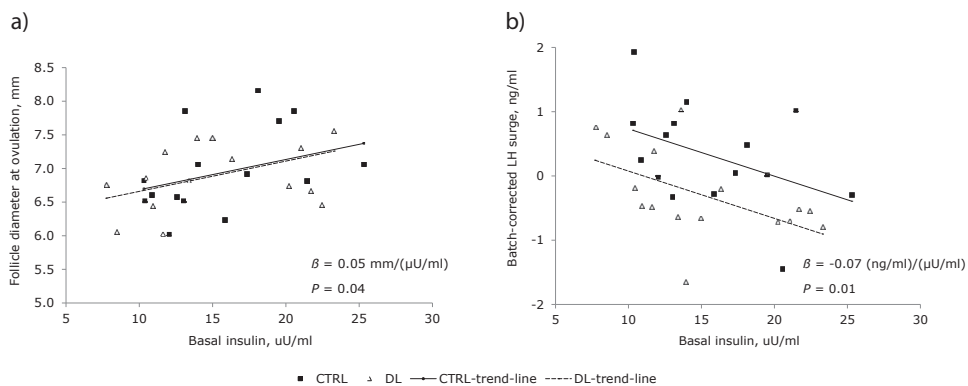 a)
8.5
8.0
7.5
7.0
6.5
6.0
5.5
5.0
Follicle diameter at ovulation, mm
ß = 0.05 mm/(µU/ml)
P = 0.04
5 10 15 20 25 30
Basal insulin, uU/ml
b)
2
1
0
-1
-2
Batch-corrected LH surge, ng/ml
ß = -0.07 (ng/ml)/(µU/ml)
P = 0.01
5 10 15 20 25 30
Basal insulin, uU/ml
CTRL DL CTRL-trend-line DL-trend-line